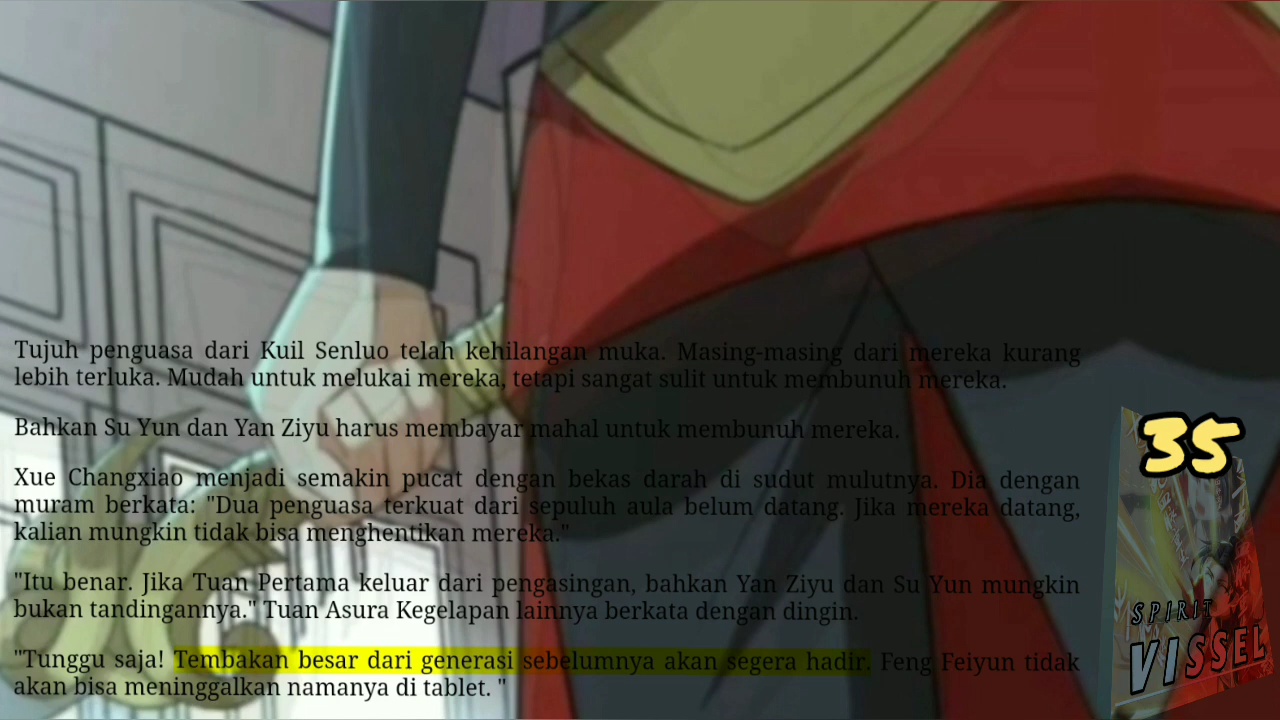 Tujuh penguasa dari Kuil Senluo telah kehilangan muka. Masing-masing dari mereka kurang
lebih terluka. Mudah untuk melukai mereka, tetapi sangat sulit untuk membunuh mereka.
Bahkan Su Yun dan Yan Ziyu harus membayar mahal untuk membunuh mereka.
Xue Changxiao menjadi semakin pucat dengan bekas darah di sudut mulutnya. Dia dengan
muram berkata: "Dua penguasa terkuat dari sepuluh aula belum datang. Jika mereka datang,
kalian mungkin tidak bisa menghentikan mereka."
"Itu benar. Jika Tuan Pertama keluar dari pengasingan, bahkan Yan Ziyu dan Su Yun mungkin
bukan tandingannya." Tuan Asura Kegelapan lainnya berkata dengan dingin.
"Tunggu saja! Tembakan besar dari generasi sebelumnya akan segera hadir. Feng Feiyun tidak
akan bisa meninggalkan namanya di tablet. "
35
SPIRIT
VISSEL